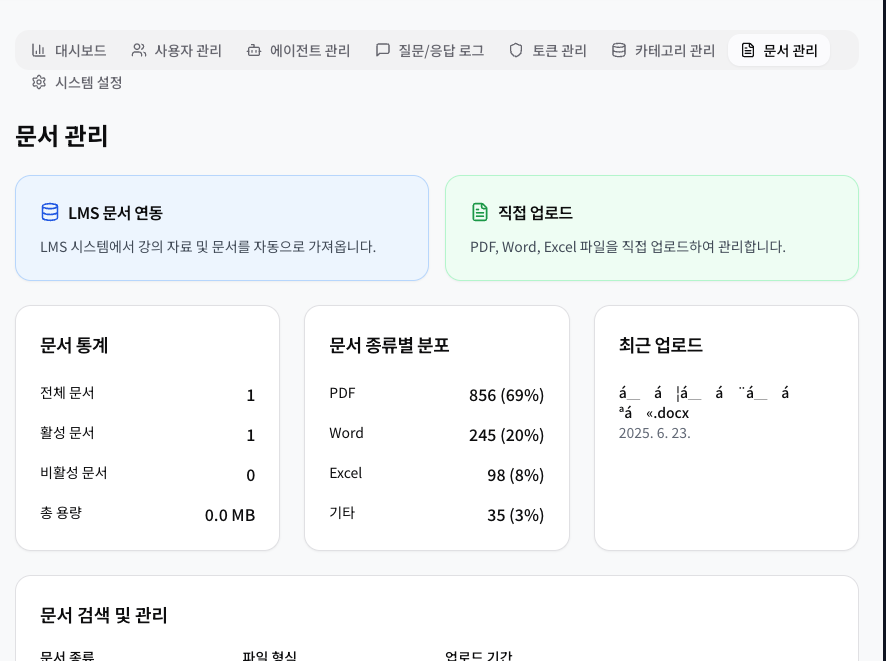 대시보드 사용자 관리 에이전트 관리 질문/응답 로그 토큰 관리 카테고리 관리 문서 관리
시스템 설정
문서 관리
LMS 문서 연동
LMS 시스템에서 강의 자료 및 문서를 자동으로 가져옵니다.
직접 업로드
PDF, Word, Excel 파일을 직접 업로드하여 관리합니다.
문서 통계
전체 문서 1
활성 문서 1
비활성 문서 0
총 용량 0.0 MB
문서 종류별 분포
PDF 856 (69%)
Word 245 (20%)
Excel 98 (8%)
기타 35 (3%)
최근 업로드
á__ á ¦á__ á ¨á__ á
ªá «.docx
2025. 6. 23.
문서 검색 및 관리
문서 종류 파일 형식 업로드 기간